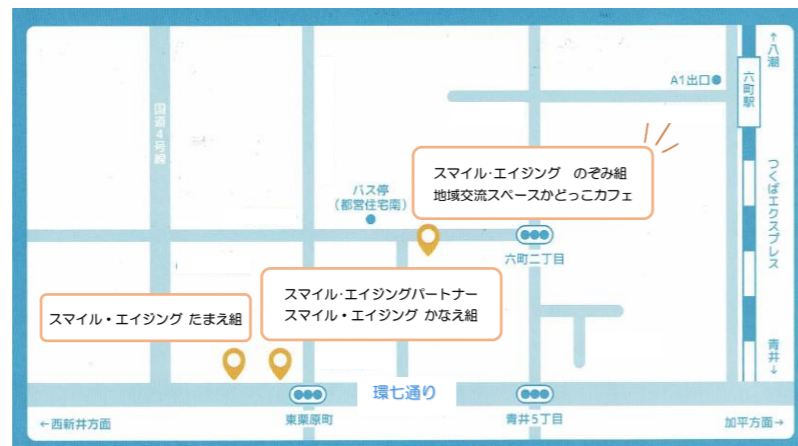 ↑八潮
A1出口
六町駅
国道4号線
スマイル・エイジング のぞみ組
地域交流スペースかどっこカフェ
つくばエクスプレス
バス停
(都営住宅南)
六町二丁目
スマイル・エイジングパートナー
スマイル・エイジング かなえ組
スマイル・エイジング たまえ組
青井↓
環七通り
←西新井方面
東栗原町
青井5丁目
加平方面→